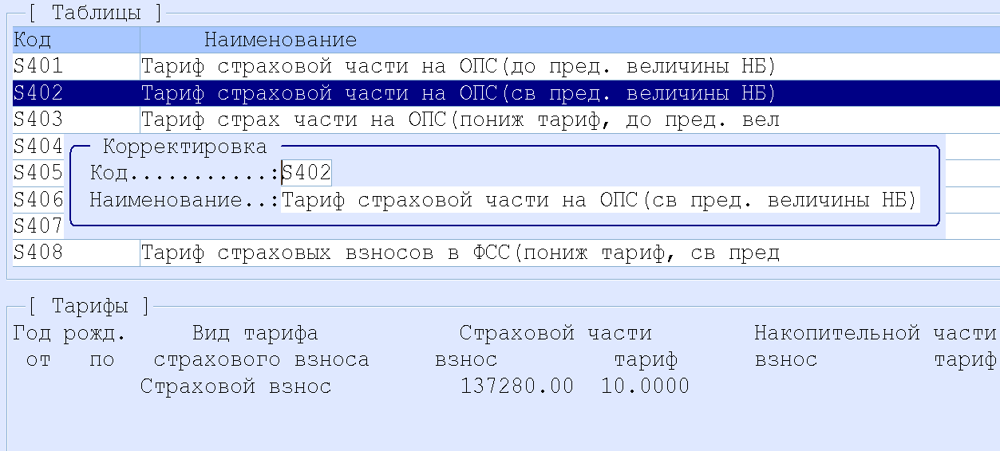 [ Таблицы ]
Код Наименование
S401 Тариф страховой части на ОПС(до пред. величины НБ)
S402 Тариф страховой части на ОПС(св пред. величины НБ)
S403 Тариф страх части на ОПС(пониж тариф, до пред. вел
S404 Корректировка
S405 Код...........:S402
S406 Наименование..:Тариф страховой части на ОПС(св пред. величины НБ)
S407
S408 Тариф страховых взносов в ФСС(пониж тариф, св пред
[ Тарифы ]
Год рожд. Вид тарифа Страховой части Накопительной части
от по страхового взноса взнос тариф взнос тариф
Страховой взнос 137280.00 10.0000